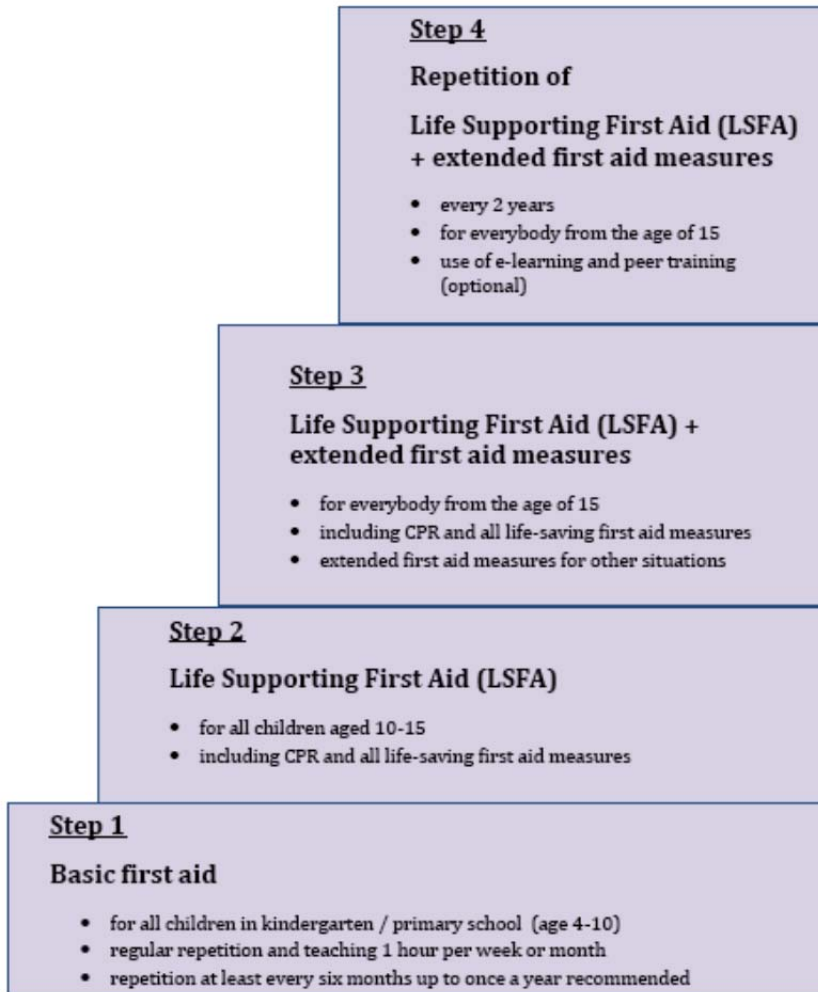 Step 4
Repetition of
Life Supporting First Aid (LSFA)
+ extended first aid measures
• every 2 years
• for everybody from the age of 15
• use of e-learning and peer training
(optional)
Step 3
Life Supporting First Aid (LSFA) +
extended first aid measures
• for everybody from the age of 15
• including CPR and all life-saving first aid measures
• extended first aid measures for other situations
Step 2
Life Supporting First Aid (LSFA)
• for all children aged 10-15
• including CPR and all life-saving first aid measures
Step 1
Basic first aid
• for all children in kindergarten / primary school (age 4-10)
• regular repetition and teaching 1 hour per week or month
• repetition at least every six months up to once a year recommended